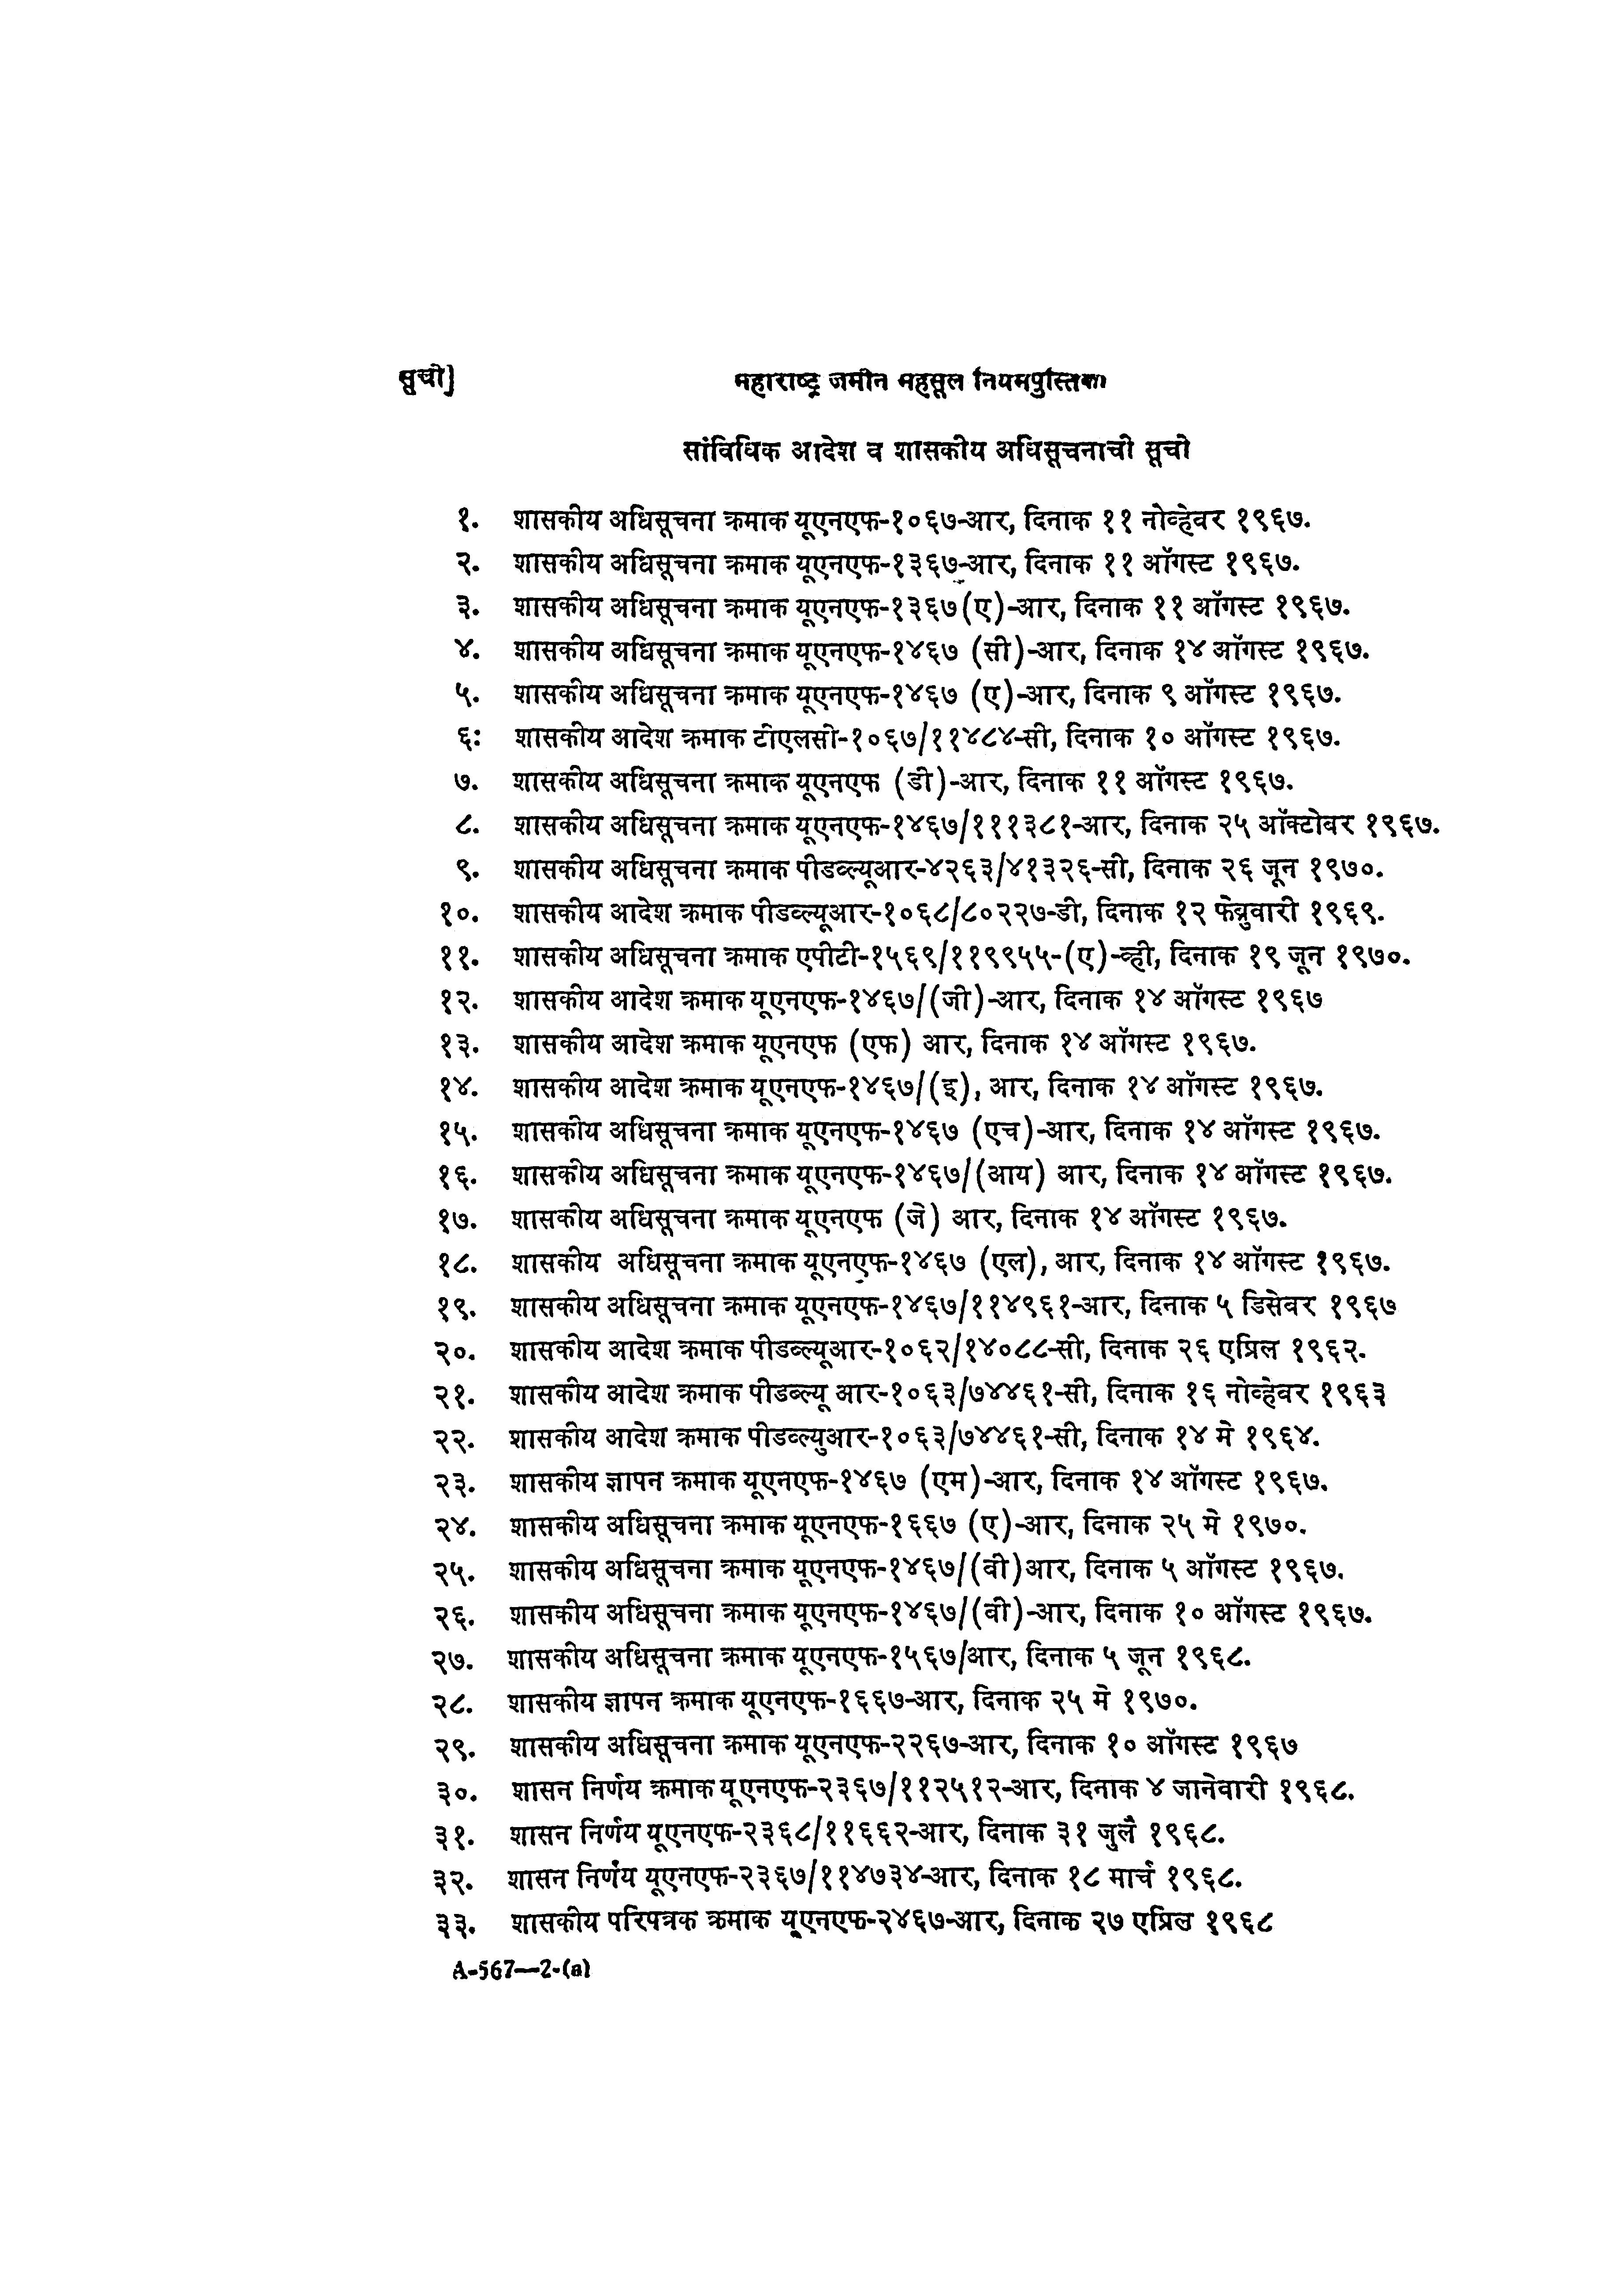 सूची]
महाराष्ट्र जमीन महसूल नियमपुस्तिका
सांविधिक आदेश व शासकीय अधिसूचनाची सूची
१. शासकीय अधिसूचना क्रमाक यूएनएफ-१०६७-आर, दिनाक ११ नोव्हेवर १९६७.
२. शासकीय अधिसूचना क्रमाक यूएनएफ-१३६७-आर, दिनाक ११ ऑगस्ट १९६७.
३. शासकीय अधिसूचना क्रमाक यूएनएफ-१३६७(ए)-आर, दिनाक ११ ऑगस्ट १९६७.
४. शासकीय अधिसूचना क्रमाक यूएनएफ-१४६७ (सी)-आर, दिनाक १४ ऑगस्ट १९६७.
५. शासकीय अधिसूचना क्रमाक यूएनएफ-१४६७ (ए)-आर, दिनाक ९ ऑगस्ट १९६७.
६: शासकीय आदेश क्रमाक टीएलसी-१०६७/११४८४-सी, दिनाक १० ऑगस्ट १९६७.
७. शासकीय अधिसूचना क्रमाक यूएनएफ (डी)-आर, दिनाक ११ ऑगस्ट १९६७.
८. शासकीय अधिसूचना क्रमाक यूएनएफ-१४६७/१११३८१-आर, दिनाक २५ ऑक्टोवर १९६७.
९. शासकीय अधिसूचना क्रमाक पीडव्ल्यूआर-४२६३/४१३२६-सी, दिनाक २६ जून १९७०.
१०. शासकीय आदेश क्रमाक पीडव्ल्यूआर-१०६८/८०२२७-डी, दिनाक १२ फेब्रुवारी १९६९.
११. शासकीय अधिसूचना क्रमाक एपीटी-१५६९/११९९५५-(ए)-व्ही, दिनाक १९ जून १९७०.
१२. शासकीय आदेश क्रमाक यूएनएफ-१४६७/(जी)-आर, दिनाक १४ ऑगस्ट १९६७
१३. शासकीय आदेश क्रमाक यूएनएफ (एफ) आर, दिनाक १४ ऑगस्ट १९६७.
१४. शासकीय आदेश क्रमाक यूएनएफ-१४६७/(इ), आर, दिनाक १४ ऑगस्ट १९६७.
१५. शासकीय अधिसूचना क्रमाक यूएनएफ-१४६७ (एच)-आर, दिनाक १४ ऑगस्ट १९६७.
१६. शासकीय अधिसूचना क्रमाक यूएनएफ-१४६७/(आय) आर, दिनाक १४ ऑगस्ट १९६७.
१७. शासकीय अधिसूचना क्रमाक यूएनएफ (जे) आर, दिनाक १४ ऑगस्ट १९६७.
१८. शासकीय अधिसूचना क्रमाक यूएनएफ-१४६७ (एल), आर, दिनाक १४ ऑगस्ट १९६७.
१९. शासकीय अधिसूचना क्रमाक यूएनएफ-१४६७/११४९६१-आर, दिनाक ५ डिसेवर १९६७
२०. शासकीय आदेश क्रमाक पीडव्ल्यूआर-१०६२/१४०८८-सी, दिनाक २६ एप्रिल १९६२.
२१. शासकीय आदेश क्रमाक पीडव्ल्यू आर-१०६३/७४४६१-सी, दिनाक १६ नोव्हेवर १९६३
२२. शासकीय आदेश क्रमाक पीडव्ल्युआर-१०६३/७४४६१-सी, दिनाक १४ मे १९६४.
२३. शासकीय ज्ञापन क्रमाक यूएनएफ-१४६७ (एम)-आर, दिनाक १४ ऑगस्ट १९६७.
२४. शासकीय अधिसूचना क्रमाक यूएनएफ-१६६७ (ए)-आर, दिनाक २५ मे १९७०.
२५. शासकीय अधिसूचना क्रमाक यूएनएफ-१४६७/(वी)आर, दिनाक ५ ऑगस्ट १९६७.
२६. शासकीय अधिसूचना क्रमाक यूएनएफ-१४६७/(वी)-आर, दिनाक १० ऑगस्ट १९६७.
२७. शासकीय अधिसूचना क्रमाक यूएनएफ-१५६७/आर, दिनाक ५ जून १९६८.
२८. शासकीय ज्ञापन क्रमाक यूएनएफ-१६६७-आर, दिनाक २५ मे १९७०.
२९. शासकीय अधिसूचना क्रमाक यूएनएफ-२२६७-आर, दिनाक १० ऑगस्ट १९६७
३०. शासन निर्णय क्रमाक यूएनएफ-२३६७/११२५१२-आर, दिनाक ४ जानेवारी १९६८.
३१. शासन निर्णय यूएनएफ-२३६८/११६६२-आर, दिनाक ३१ जुलै १९६८.
३२. शासन निर्णय यूएनएफ-२३६७/११४७३४-आर, दिनाक १८ मार्च १९६८.
३३. शासकीय परिपत्रक क्रमाक यूएनएफ-२४६७-आर, दिनाक २७ एप्रिल १९६८
A-567—2-(a)